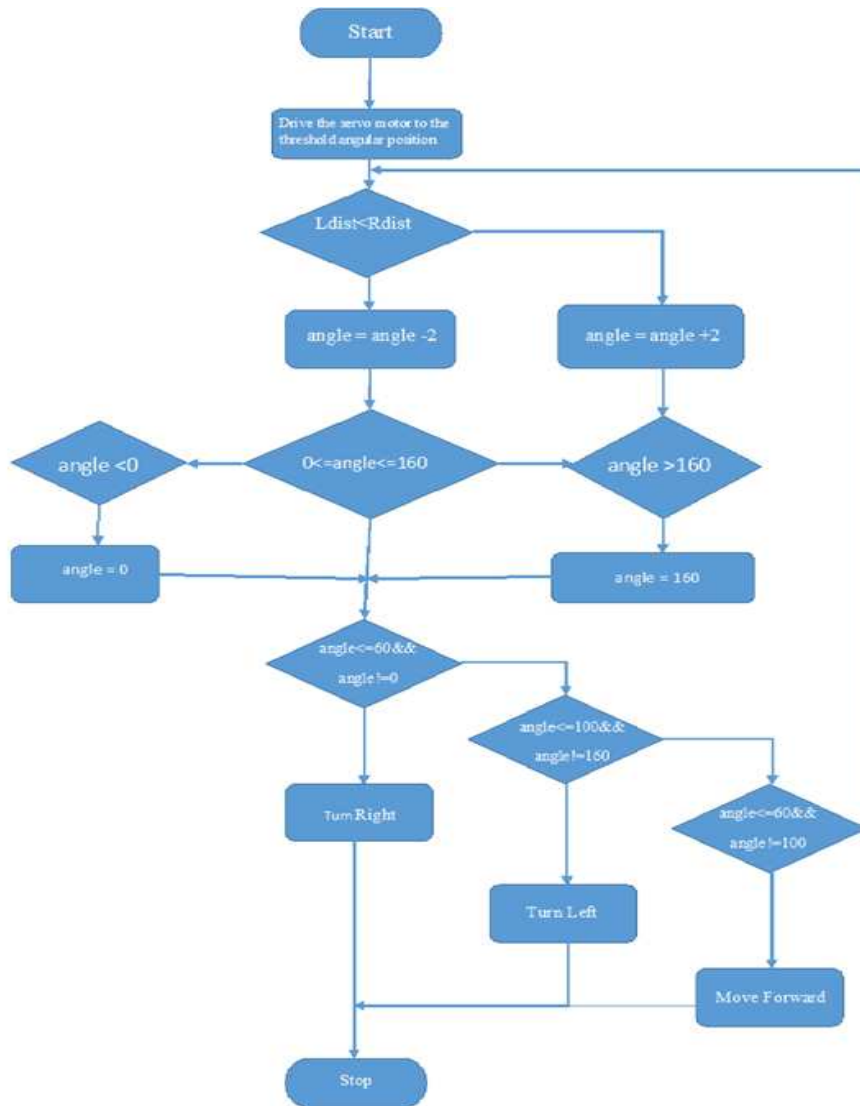 Start
Drive the servo motor to the
threshold angular position
Ldist<Rdist
angle = angle -2
angle = angle +2
angle <0
0<=angle<=160
angle >160
angle = 0
angle = 160
angle<=60&&
angle!=0
angle<=100&&
angle!=160
Turn Right
angle<=60&&
angle!=100
Turn Left
Move Forward
Stop